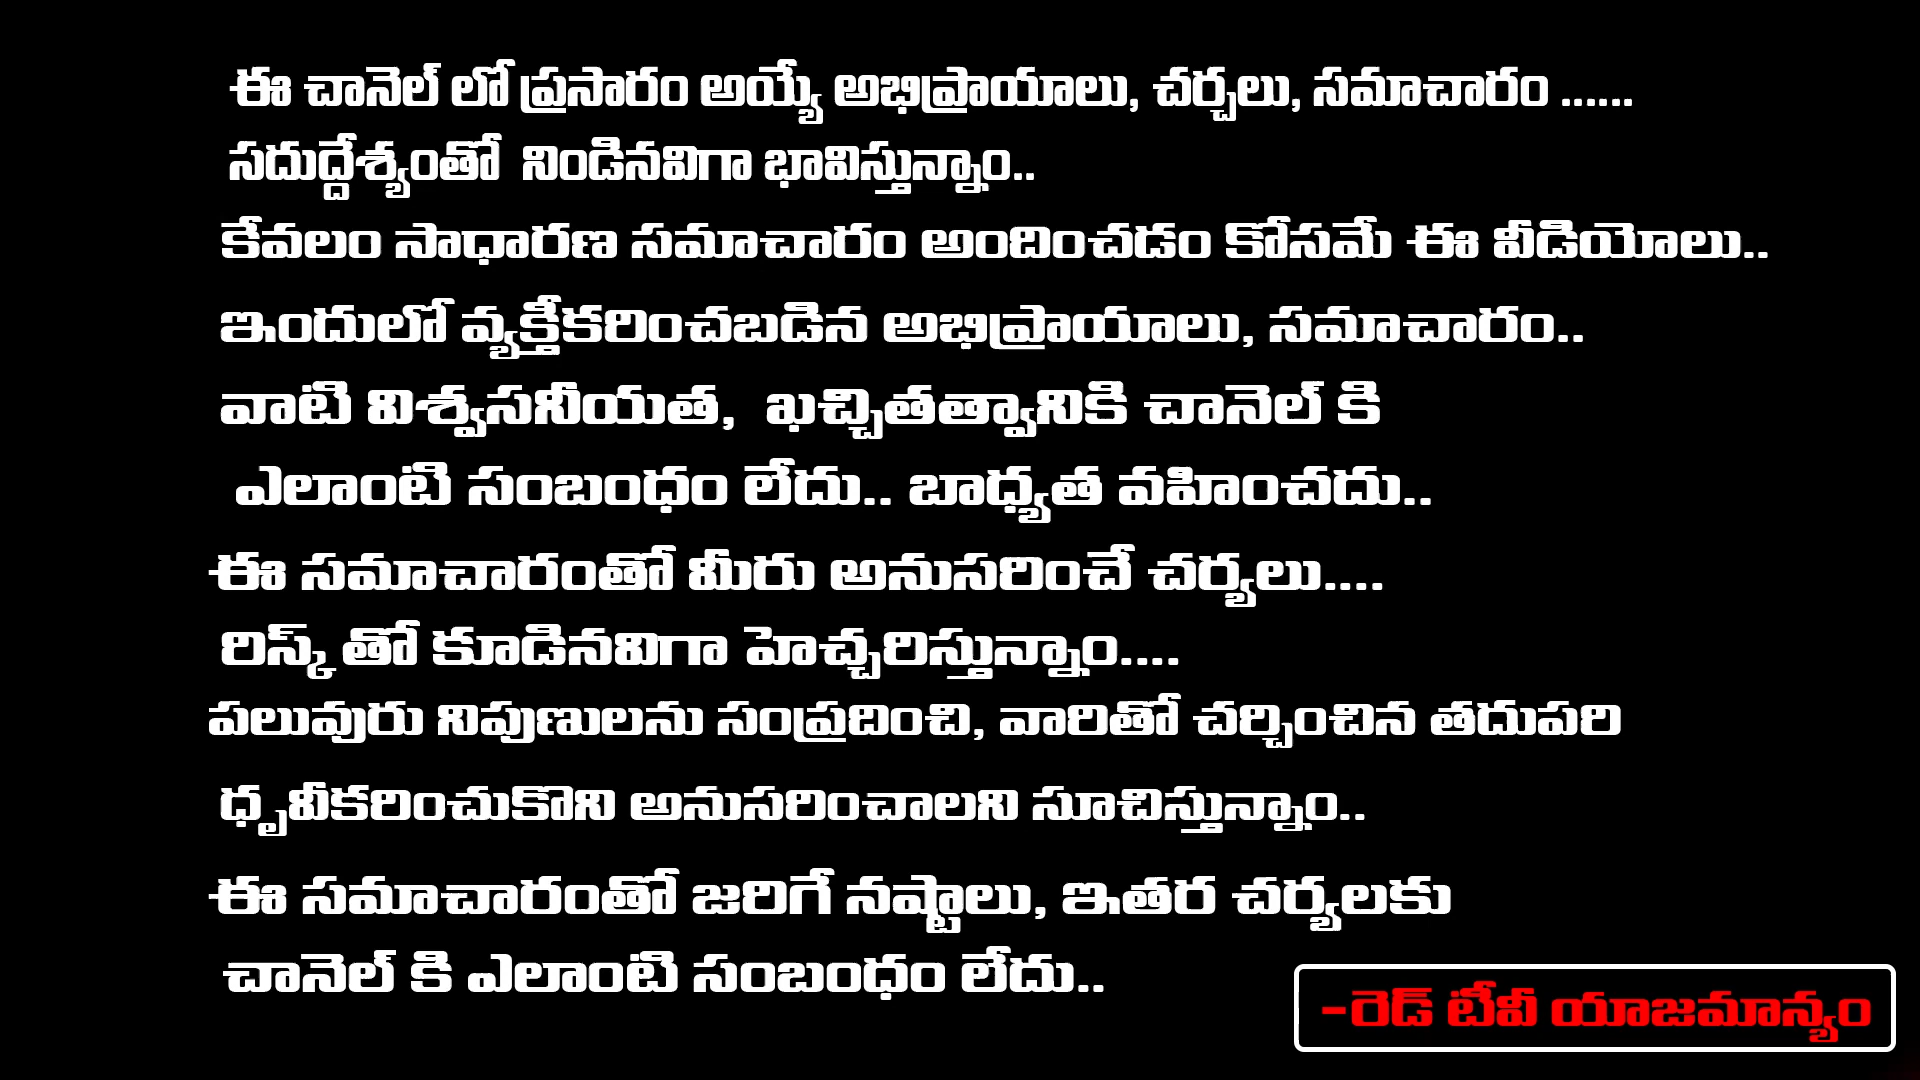 ఈ చానెల్ లో ప్రసారం అయ్యే అభిప్రాయాలు, చర్చలు, సమాచారం ......
సదుద్దేశ్యంతో నిండినవిగా భావిస్తున్నాం..
కేవలం సాధారణ సమాచారం అందించడం కోసమే ఈ వీడియోలు..
ఇందులో వ్యక్తీకరించబడిన అభిప్రాయాలు, సమాచారం..
వాటి విశ్వసనీయత, ఖచ్చితత్వానికి చానెల్ కి
ఎలాంటి సంబంధం లేదు.. బాధ్యత వహించదు..
ఈ సమాచారంతో మీరు అనుసరించే చర్యలు....
రిస్క్ తో కూడినవిగా హెచ్చరిస్తున్నాం....
పలువురు నిపుణులను సంప్రదించి, వారితో చర్చించిన తదుపరి
ధృవీకరించుకొని అనుసరించాలని సూచిస్తున్నాం..
ఈ సమాచారంతో జరిగే నష్టాలు, ఇతర చర్యలకు
చానెల్ కి ఎలాంటి సంబంధం లేదు..
-రెడ్ టీవీ యాజమాన్యం